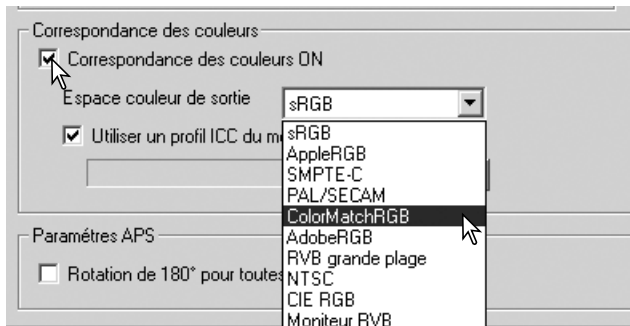 Correspondance des couleurs
Correspondance des couleurs ON
Espace couleur de sortie
sRGB
Utiliser un profil ICC du m
sRGB
AppleRGB
SMPTE-C
PAL/SECAM
ColorMatchRGB
AdobeRGB
RVB grande plage
NTSC
CIE RGB
Moniteur RVB
Paramétres APS
Rotation de 180° pour toutes